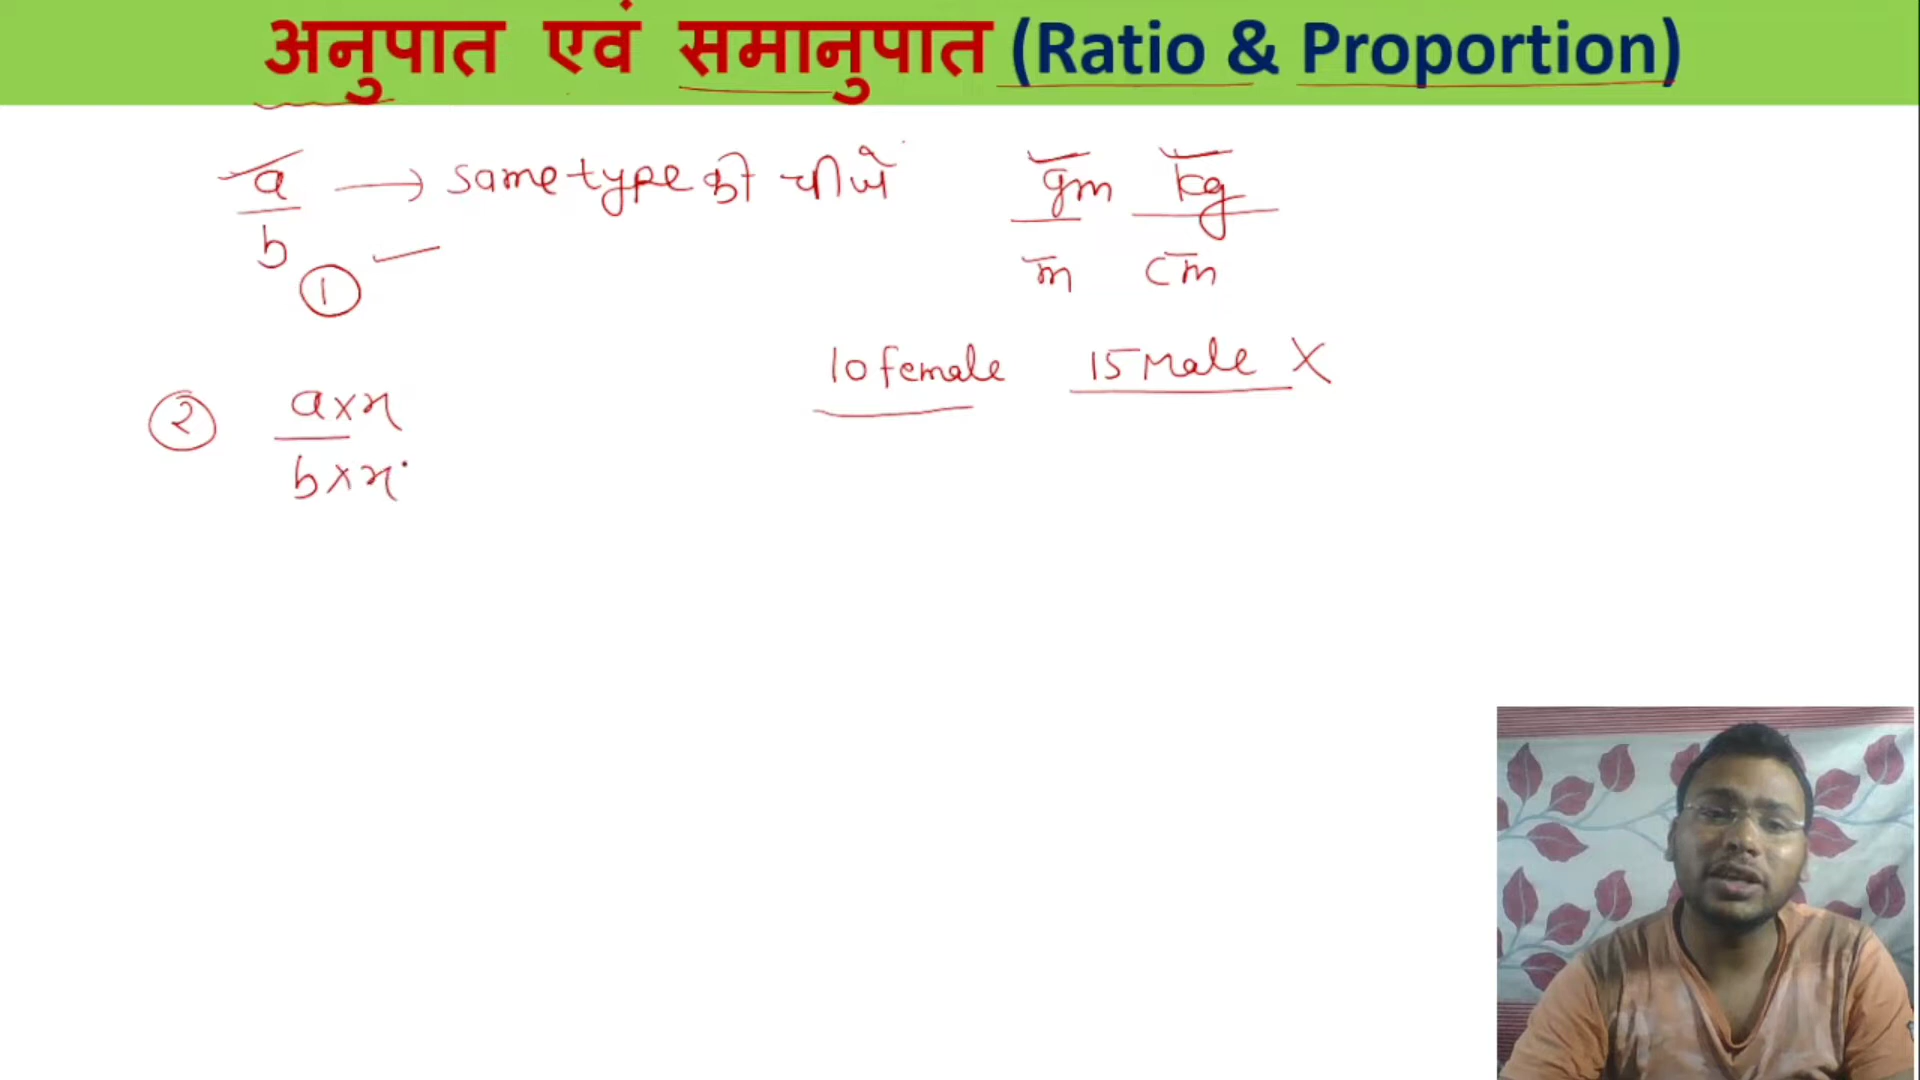 अनुपात एवं समानुपात (Ratio & Proportion)
a → same type की चीजे
b
①
gm kg
m cm
10 female 15 Male X
② a×x
b×x